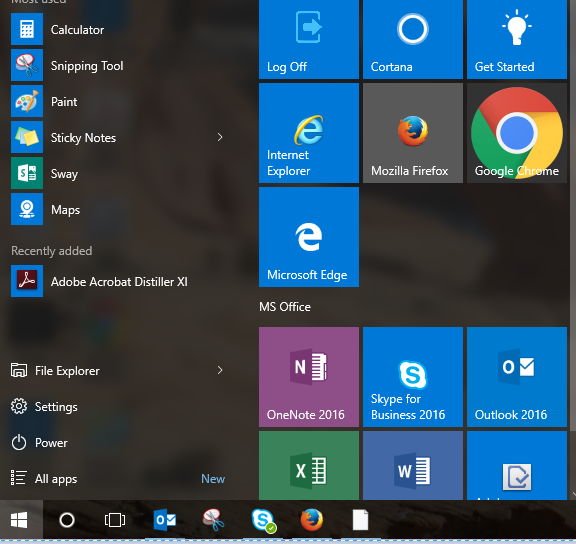 Most used
Calculator
Snipping Tool
Paint
Sticky Notes
Sway
Maps
Recently added
Adobe Acrobat Distiller XI
File Explorer
Settings
Power
All apps New
Log Off
Cortana
Get Started
Internet
Explorer
Mozilla Firefox
Google Chrome
Microsoft Edge
MS Office
OneNote 2016
Skype for
Business 2016
Outlook 2016